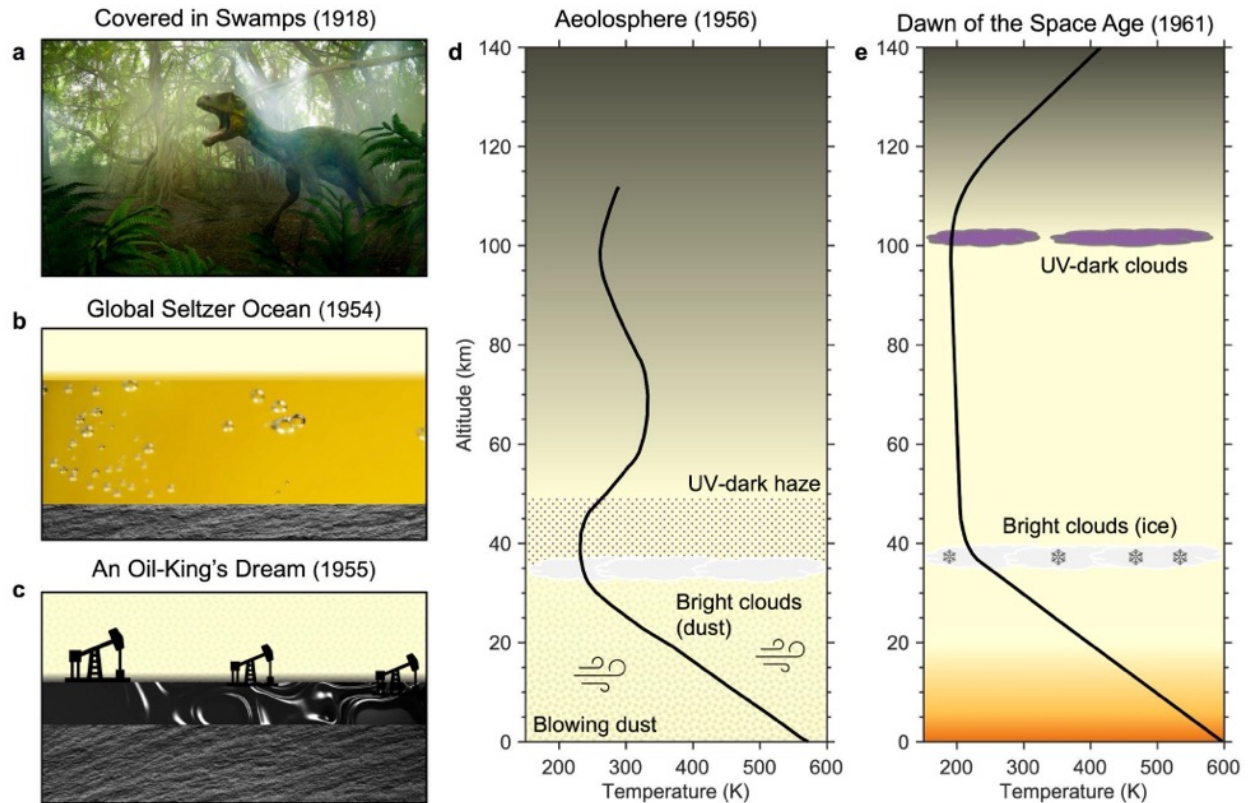 Covered in Swamps (1918)
a
Global Seltzer Ocean (1954)
b
An Oil-King's Dream (1955)
c
Aeolosphere (1956)
d
140
120
100
80
60
40
20
0
Altitude (km)
UV-dark haze
Bright clouds
(dust)
Blowing dust
200 300 400 500 600
Temperature (K)
Dawn of the Space Age (1961)
e
140
120
100
80
60
40
20
0
UV-dark clouds
Bright clouds (ice)
200 300 400 500 600
Temperature (K)